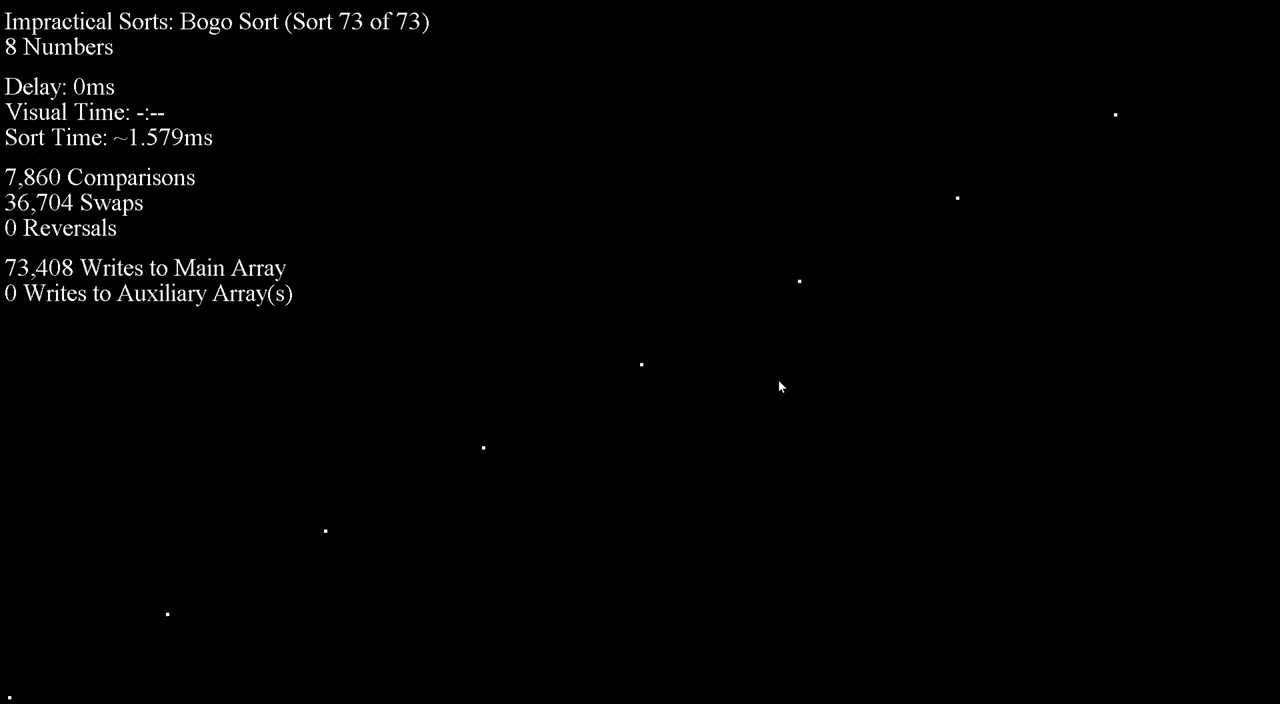 Impractical Sorts: Bogo Sort (Sort 73 of 73)
8 Numbers
Delay: 0ms
Visual Time: -:--
Sort Time: ~1.579ms
7,860 Comparisons
36,704 Swaps
0 Reversals
73,408 Writes to Main Array
0 Writes to Auxiliary Array(s)